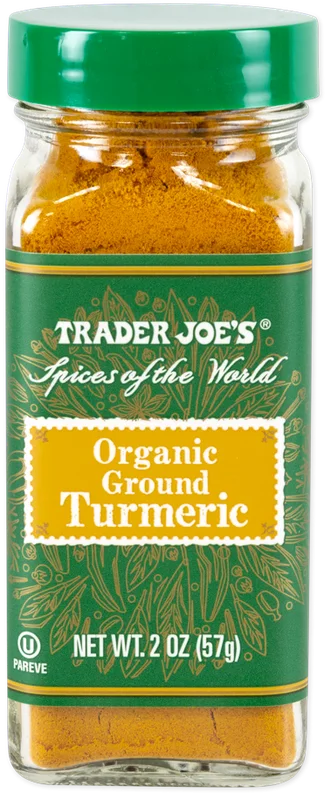 TRADER JOE'S®
Spices of the World
Organic
Ground
Turmeric
U
PAREVE
NET WT. 2 OZ (57g)